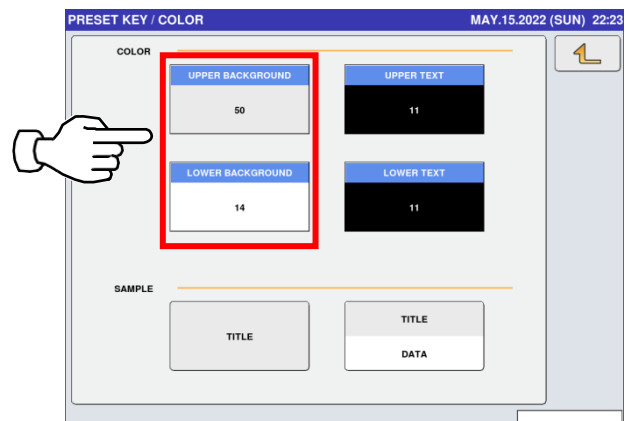 PRESET KEY / COLOR MAY.15.2022 (SUN) 22:23
COLOR
UPPER BACKGROUND UPPER TEXT
50 11
LOWER BACKGROUND LOWER TEXT
14 11
SAMPLE
TITLE
TITLE
DATA